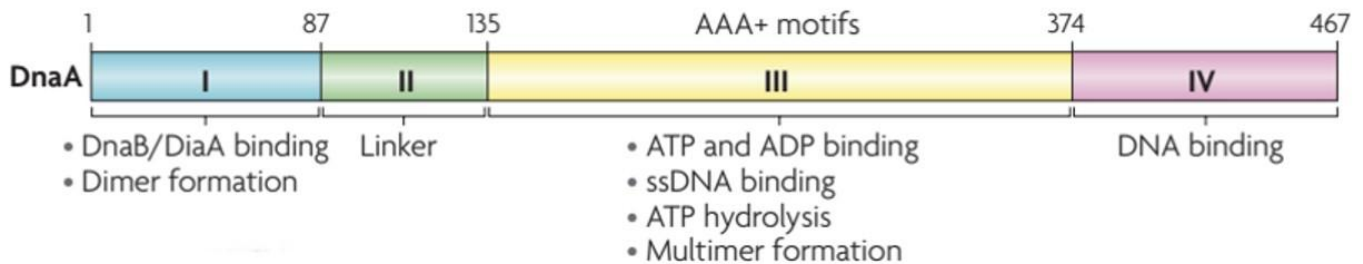 1 87 135 AAA+ motifs 374 467
DnaA I II III IV
• DnaB/DiaA binding Linker • ATP and ADP binding DNA binding
• Dimer formation • ssDNA binding
• ATP hydrolysis
• Multimer formation